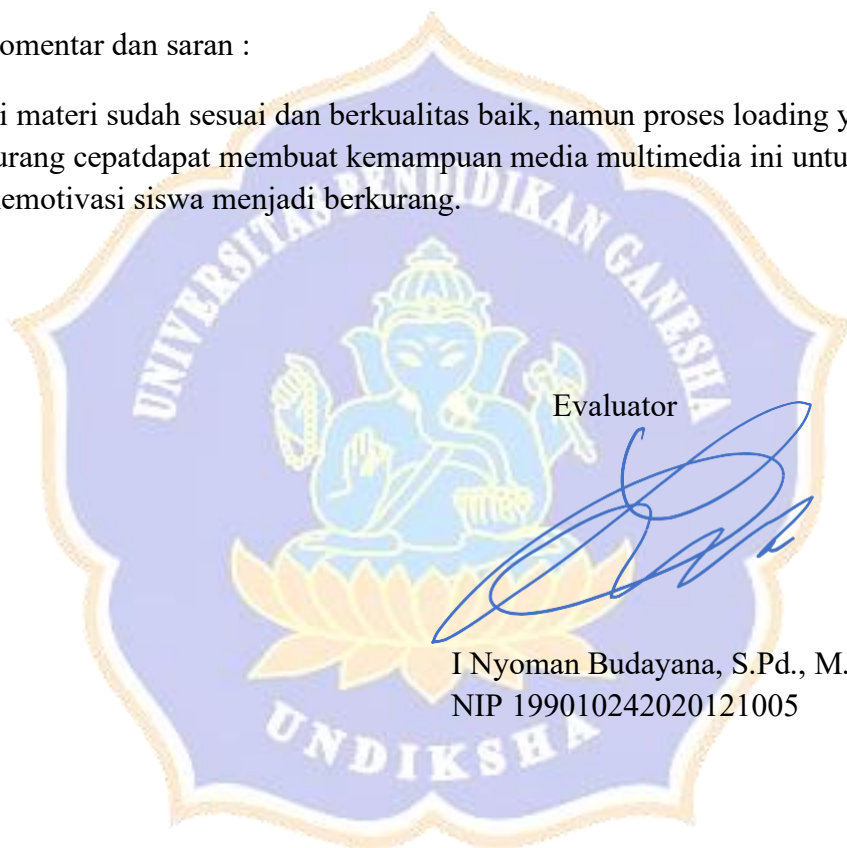 omentar dan saran :
i materi sudah sesuai dan berkualitas baik, namun proses loading y
urang cepatdapat membuat kemampuan media multimedia ini untu
emotivasi siswa menjadi berkurang.
UNIVERSITAS PENDIDIKAN GANESHA
Evaluator
I Nyoman Budayana, S.Pd., M.
NIP 199010242020121005
UNDIKSHA